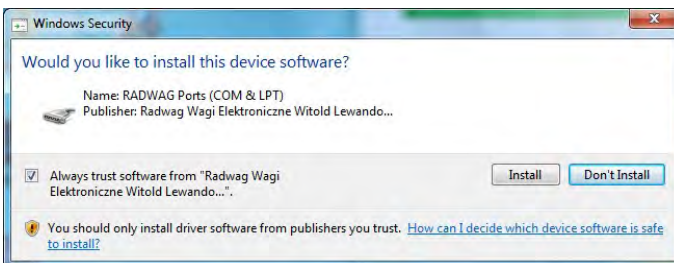 Windows Security
Would you like to install this device software?
Name: RADWAG Ports (COM & LPT)
Publisher: Radwag Wagi Elektroniczne Witold Lewando...
Always trust software from "Radwag Wagi
Elektroniczne Witold Lewando...".
Install
Don't Install
You should only install driver software from publishers you trust. How can I decide which device software is safe
to install?